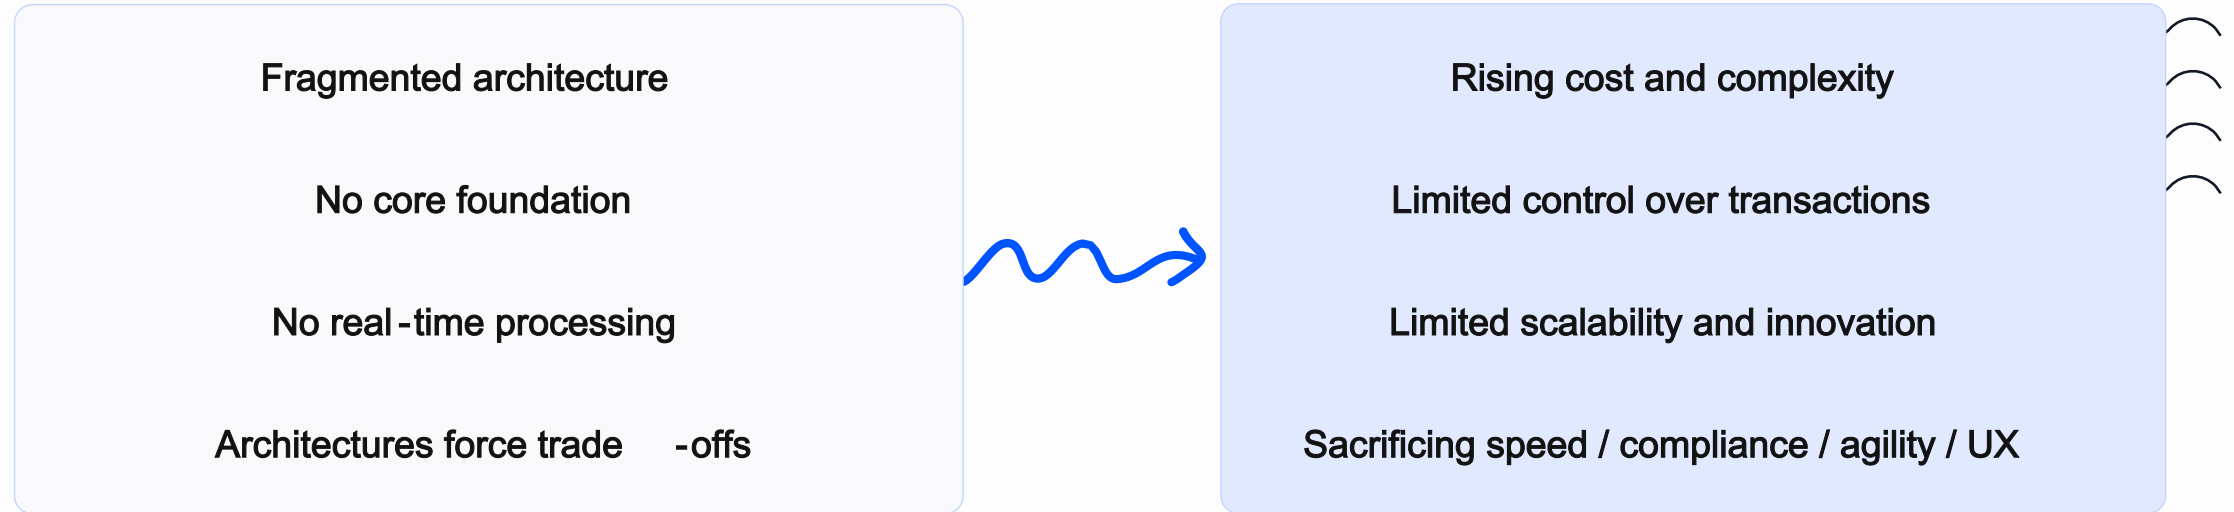 Fragmented architecture
No core foundation
No real-time processing
Architectures force trade -offs
Rising cost and complexity
Limited control over transactions
Limited scalability and innovation
Sacrificing speed / compliance / agility / UX